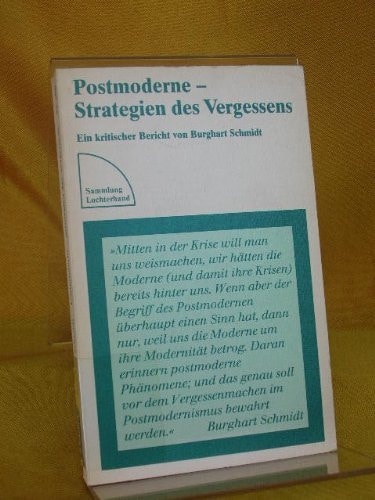 Postmoderne –
Strategien des Vergessens
Ein kritischer Bericht von Burghart Schmidt
Sammlung
Luchterhand
»Mitten in der Krise will man
uns weismachen, wir hätten die
Moderne (und damit ihre Krisen)
bereits hinter uns. Wenn aber der
Begriff des Postmodernen
überhaupt einen Sinn hat, dann
nur, weil uns die Moderne um
ihre Modernität betrog. Daran
erinnern postmoderne
Phänomene; und das genau soll
vor dem Vergessenmachen im
Postmodernismus bewahrt
werden.« Burghart Schmidt